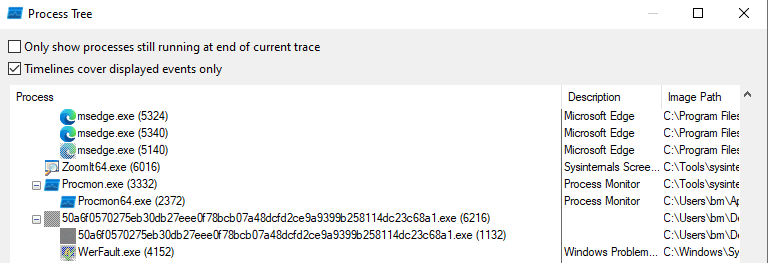 Process Tree
Only show processes still running at end of current trace
Timelines cover displayed events only
Process Description Image Path
msedge.exe (5324) Microsoft Edge C:\Program Files
msedge.exe (5340) Microsoft Edge C:\Program Files
msedge.exe (5140) Microsoft Edge C:\Program Files
ZoomIt64.exe (6016) Sysinternals Scree... C:\Tools\sysinte
Procmon.exe (3332) Process Monitor C:\Tools\sysinte
Procmon64.exe (2372) Process Monitor C:\Users\bm\Ap
50a6f0570275eb30db27eee0f78bcb07a48dcfd2ce9a9399b258114dc23c68a1.exe (6216) C:\Users\bm\De
50a6f0570275eb30db27eee0f78bcb07a48dcfd2ce9a9399b258114dc23c68a1.exe (1132) C:\Users\bm\De
WerFault.exe (4152) Windows Problem... C:\Windows\Sy